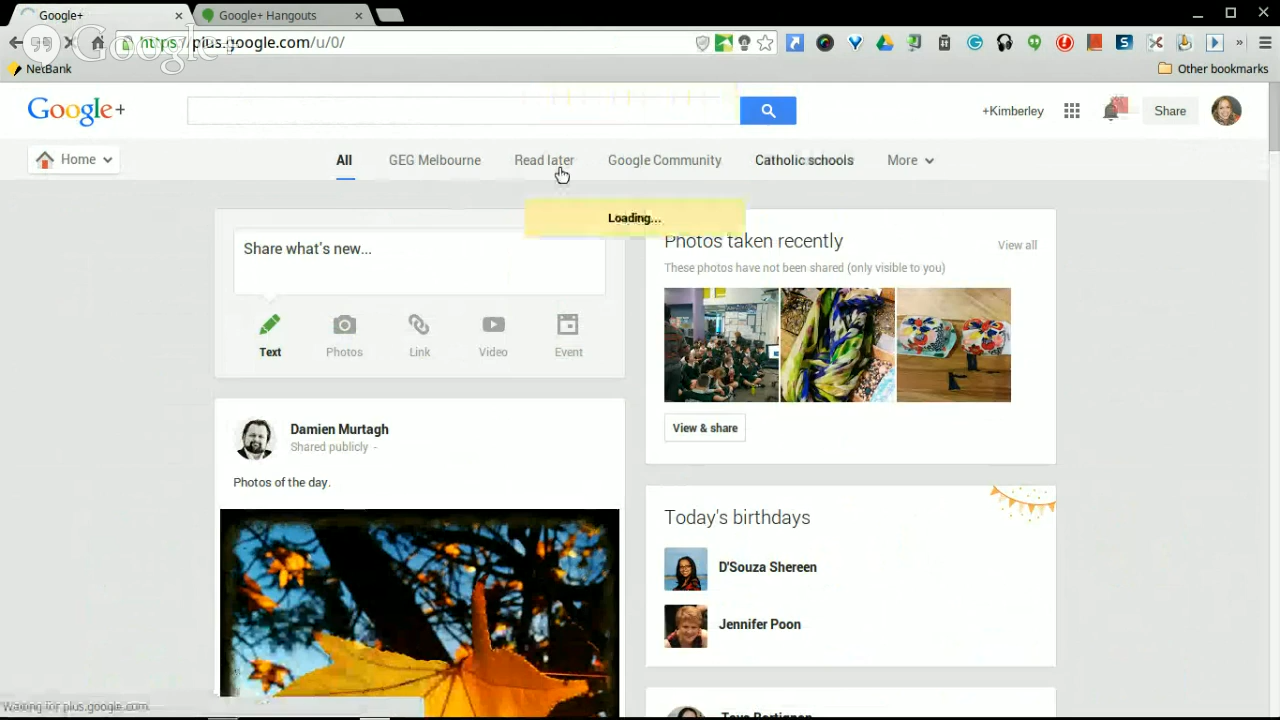 Google+
Google+ Hangouts
https://plus.google.com/u/0/
Google+
NetBank
Other bookmarks
Google+
+Kimberley
Share
Home
All
GEG Melbourne
Read later
Google Community
Catholic schools
More
Loading...
Share what's new...
Text
Photos
Link
Video
Event
Photos taken recently
View all
These photos have not been shared (only visible to you)
View & share
Damien Murtagh
Shared publicly -
Photos of the day.
Today's birthdays
D'Souza Shereen
Jennifer Poon
Waiting for plus.google.com